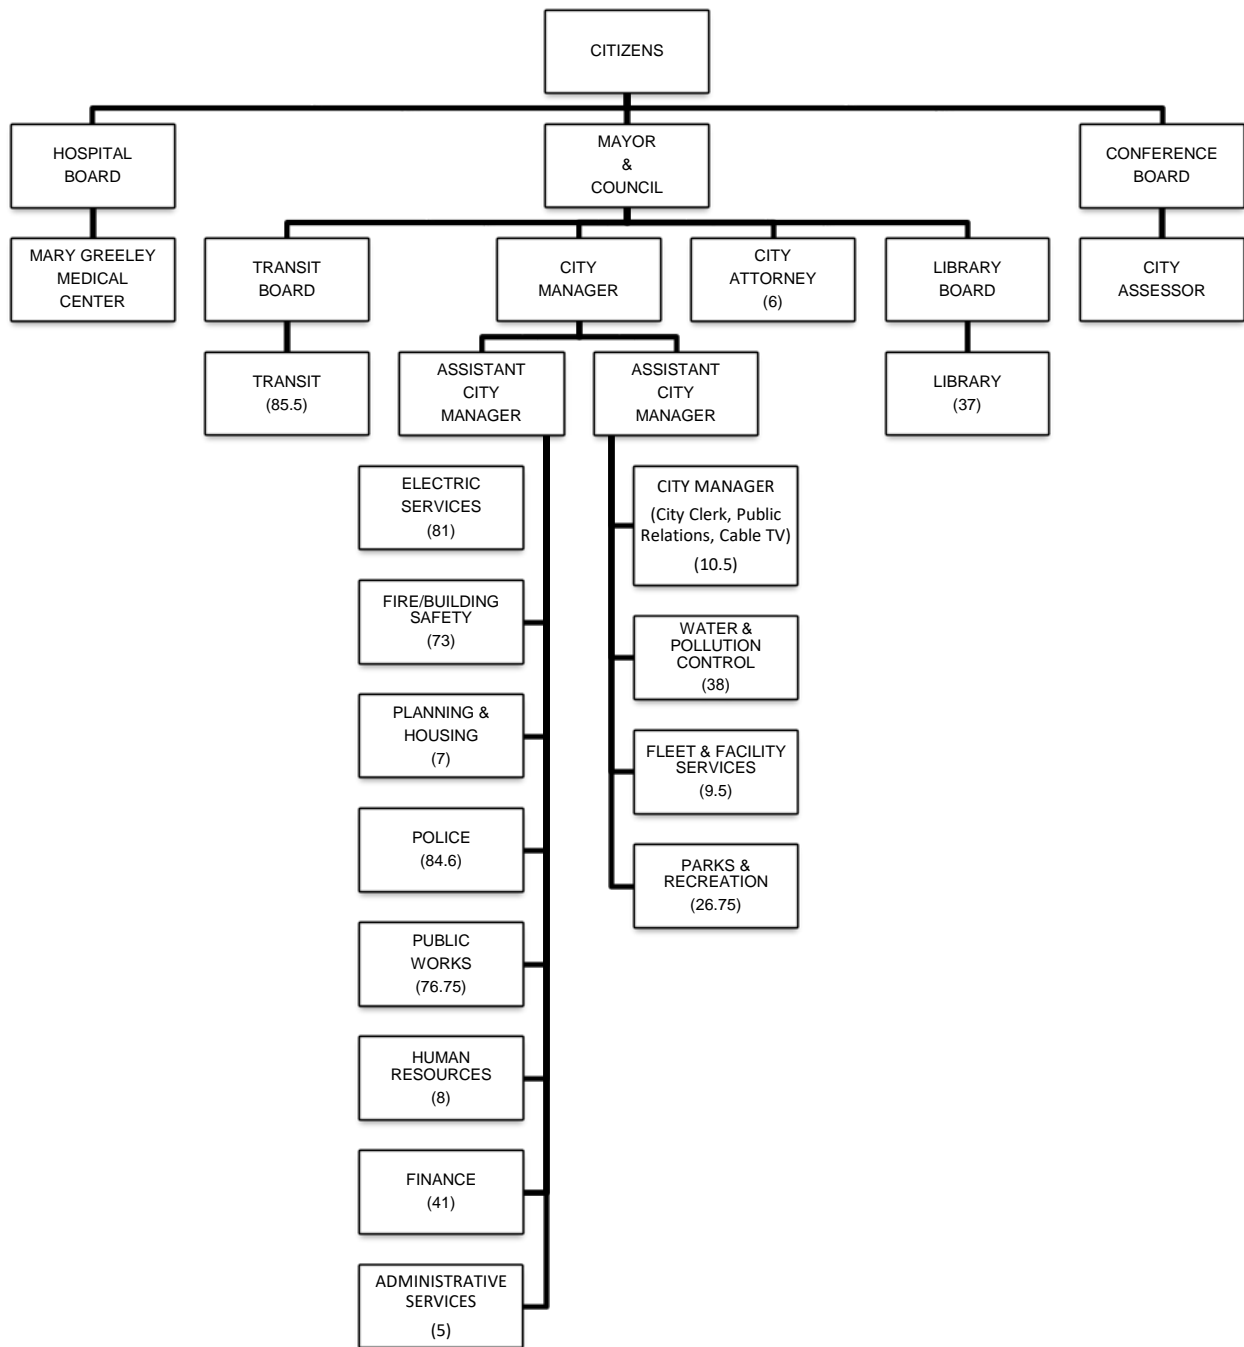 CITIZENS
HOSPITAL
BOARD
MAYOR
&
COUNCIL
CONFERENCE
BOARD
MARY GREELEY
MEDICAL
CENTER
TRANSIT
BOARD
CITY
MANAGER
CITY
ATTORNEY
(6)
LIBRARY
BOARD
CITY
ASSESSOR
TRANSIT
(85.5)
ASSISTANT
CITY
MANAGER
ASSISTANT
CITY
MANAGER
LIBRARY
(37)
ELECTRIC
SERVICES
(81)
FIRE/BUILDING
SAFETY
(73)
PLANNING &
HOUSING
(7)
POLICE
(84.6)
PUBLIC
WORKS
(76.75)
HUMAN
RESOURCES
(8)
FINANCE
(41)
ADMINISTRATIVE
SERVICES
(5)
CITY MANAGER
(City Clerk, Public
Relations, Cable TV)
(10.5)
WATER &
POLLUTION
CONTROL
(38)
FLEET & FACILITY
SERVICES
(9.5)
PARKS &
RECREATION
(26.75)